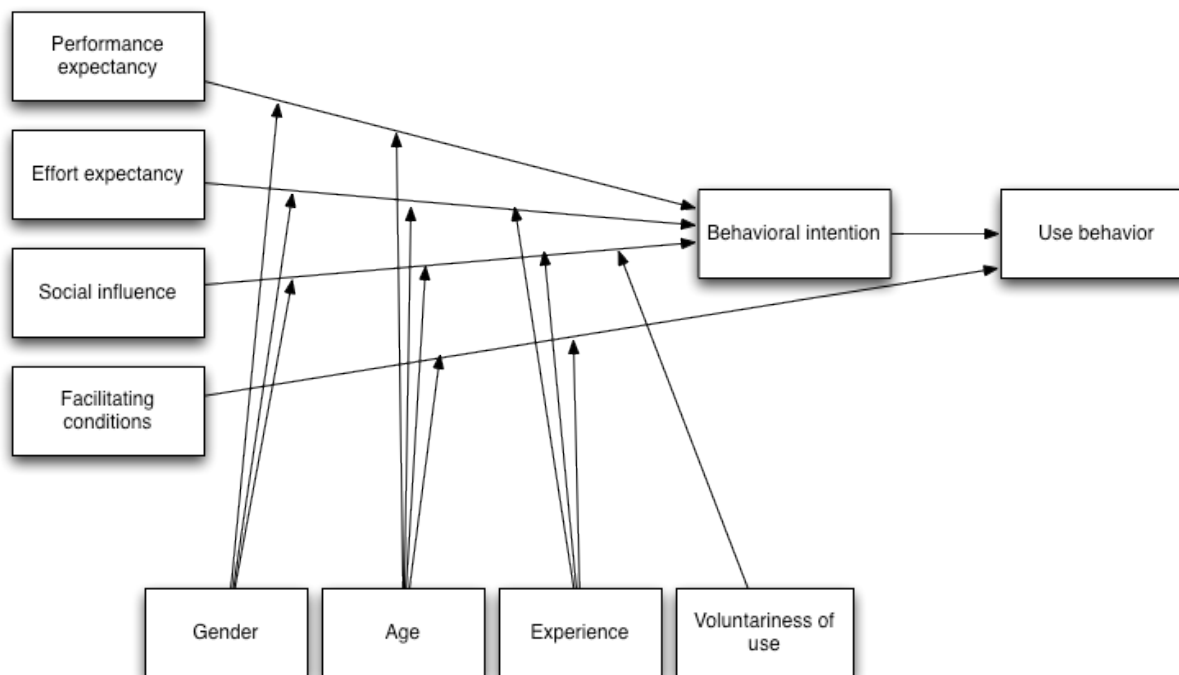 Performance
expectancy
Effort expectancy
Social influence
Facilitating
conditions
Behavioral intention
Use behavior
Gender
Age
Experience
Voluntariness of
use